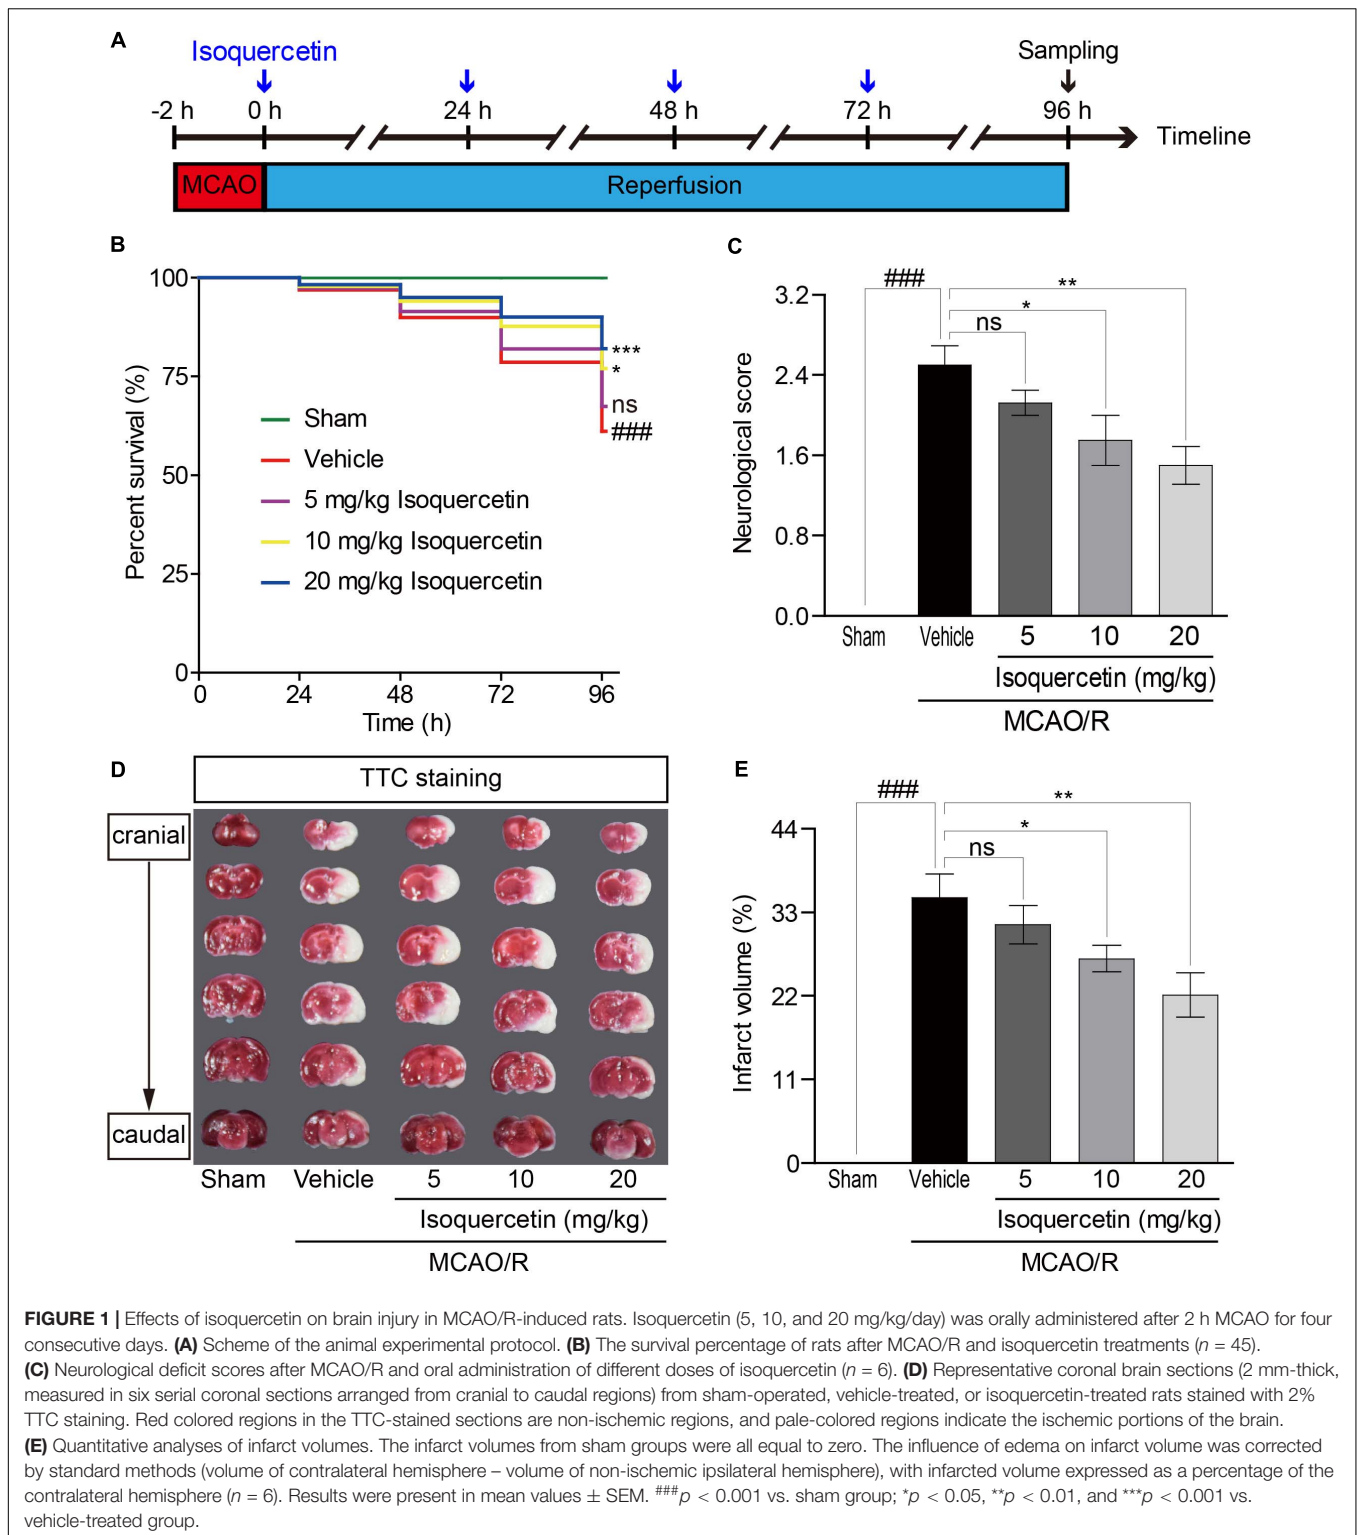 A
Isoquercetin
Sampling
-2 h 0 h 24 h 48 h 72 h 96 h
Timeline
MCAO Reperfusion
B
100
75
50
25
0
Percent survival (%)
***
*
ns
###
Sham
Vehicle
5 mg/kg Isoquercetin
10 mg/kg Isoquercetin
20 mg/kg Isoquercetin
0 24 48 72 96
Time (h)
C
###
**
*
ns
3.2
2.4
1.6
0.8
0.0
Neurological score
Sham Vehicle 5 10 20
Isoquercetin (mg/kg)
MCAO/R
D
TTC staining
cranial
caudal
Sham Vehicle 5 10 20
Isoquercetin (mg/kg)
MCAO/R
E
###
**
*
ns
44
33
22
11
0
Infarct volume (%)
Sham Vehicle 5 10 20
Isoquercetin (mg/kg)
MCAO/R
FIGURE 1 | Effects of isoquercetin on brain injury in MCAO/R-induced rats. Isoquercetin (5, 10, and 20 mg/kg/day) was orally administered after 2 h MCAO for four
consecutive days. (A) Scheme of the animal experimental protocol. (B) The survival percentage of rats after MCAO/R and isoquercetin treatments (n = 45).
(C) Neurological deficit scores after MCAO/R and oral administration of different doses of isoquercetin (n = 6). (D) Representative coronal brain sections (2 mm-thick,
measured in six serial coronal sections arranged from cranial to caudal regions) from sham-operated, vehicle-treated, or isoquercetin-treated rats stained with 2%
TTC staining. Red colored regions in the TTC-stained sections are non-ischemic regions, and pale-colored regions indicate the ischemic portions of the brain.
(E) Quantitative analyses of infarct volumes. The infarct volumes from sham groups were all equal to zero. The influence of edema on infarct volume was corrected
by standard methods (volume of contralateral hemisphere – volume of non-ischemic ipsilateral hemisphere), with infarcted volume expressed as a percentage of the
contralateral hemisphere (n = 6). Results were present in mean values ± SEM. ###p < 0.001 vs. sham group; *p < 0.05, **p < 0.01, and ***p < 0.001 vs.
vehicle-treated group.